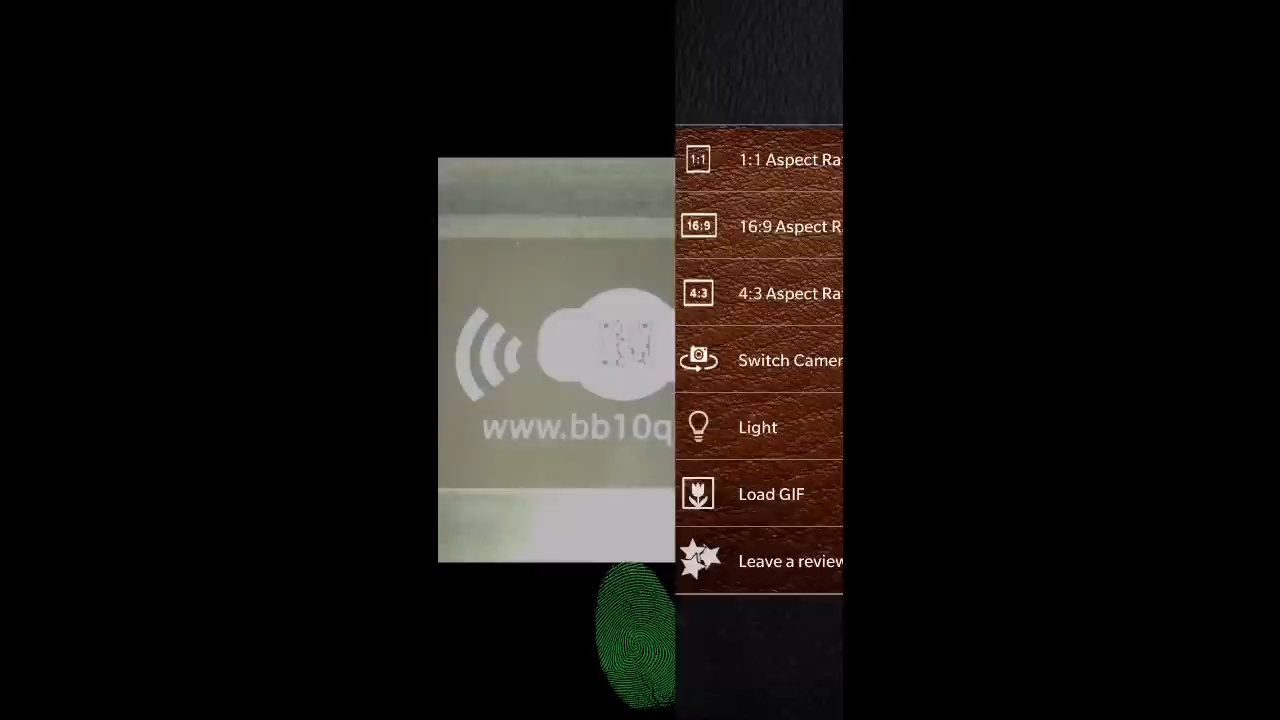 1:1
1:1 Aspect Ra
16:9
16:9 Aspect R
4:3
4:3 Aspect Ra
Switch Camer
www.bb10q
Light
Load GIF
Leave a review